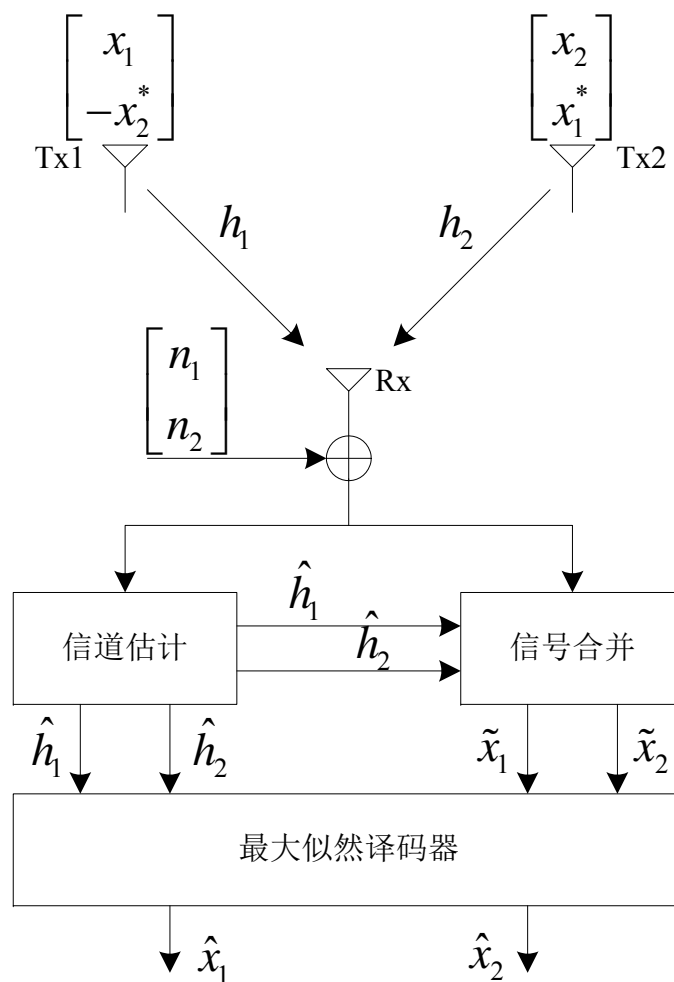 x₁ x₂
−x₂* x₁*
Tx1 Tx2
h₁ h₂
n₁
n₂
Rx
ĥ₁
ĥ₂
信道估计 信号合并
ĥ₁ ĥ₂ x̃₁ x̃₂
最大似然译码器
x̂₁ x̂₂